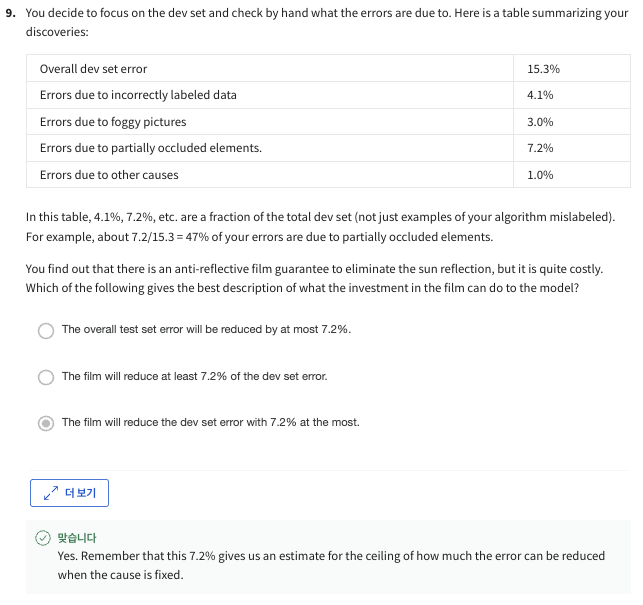 9. You decide to focus on the dev set and check by hand what the errors are due to. Here is a table summarizing your
discoveries:
Overall dev set error 15.3%
Errors due to incorrectly labeled data 4.1%
Errors due to foggy pictures 3.0%
Errors due to partially occluded elements. 7.2%
Errors due to other causes 1.0%
In this table, 4.1%, 7.2%, etc. are a fraction of the total dev set (not just examples of your algorithm mislabeled).
For example, about 7.2/15.3 = 47% of your errors are due to partially occluded elements.
You find out that there is an anti-reflective film guarantee to eliminate the sun reflection, but it is quite costly.
Which of the following gives the best description of what the investment in the film can do to the model?
The overall test set error will be reduced by at most 7.2%.
The film will reduce at least 7.2% of the dev set error.
The film will reduce the dev set error with 7.2% at the most.
더 보기
맞습니다
Yes. Remember that this 7.2% gives us an estimate for the ceiling of how much the error can be reduced
when the cause is fixed.